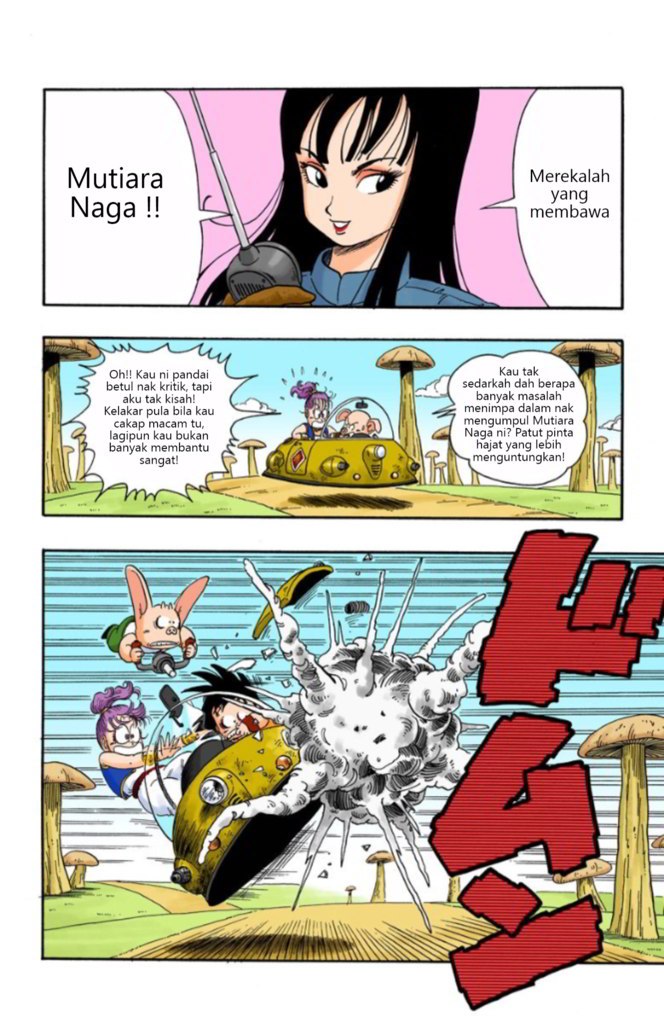 Merekalah
yang
membawa
Mutiara
Naga !!
Kau tak
sedarkah dah berapa
banyak masalah
menimpa dalam nak
mengumpul Mutiara
Naga ni? Patut pinta
hajat yang lebih
menguntungkan!
Oh!! Kau ni pandai
betul nak kritik, tapi
aku tak kisah!
Kelakar pula bila kau
cakap macam tu,
lagipun kau bukan
banyak membantu
sangat!
ドムン